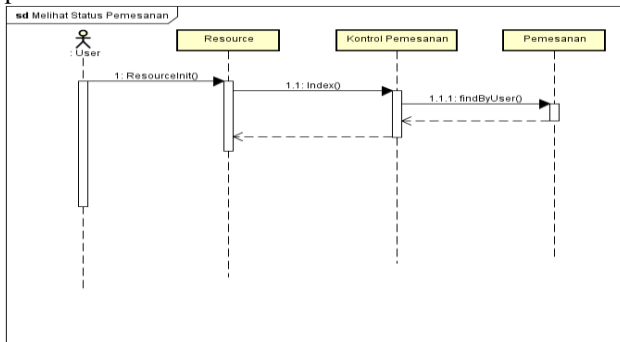 sd Melihat Status Pemesanan
: User
Resource
Kontrol Pemesanan
Pemesanan
1: ResourceInit()
1.1: Index()
1.1.1: findByUser()